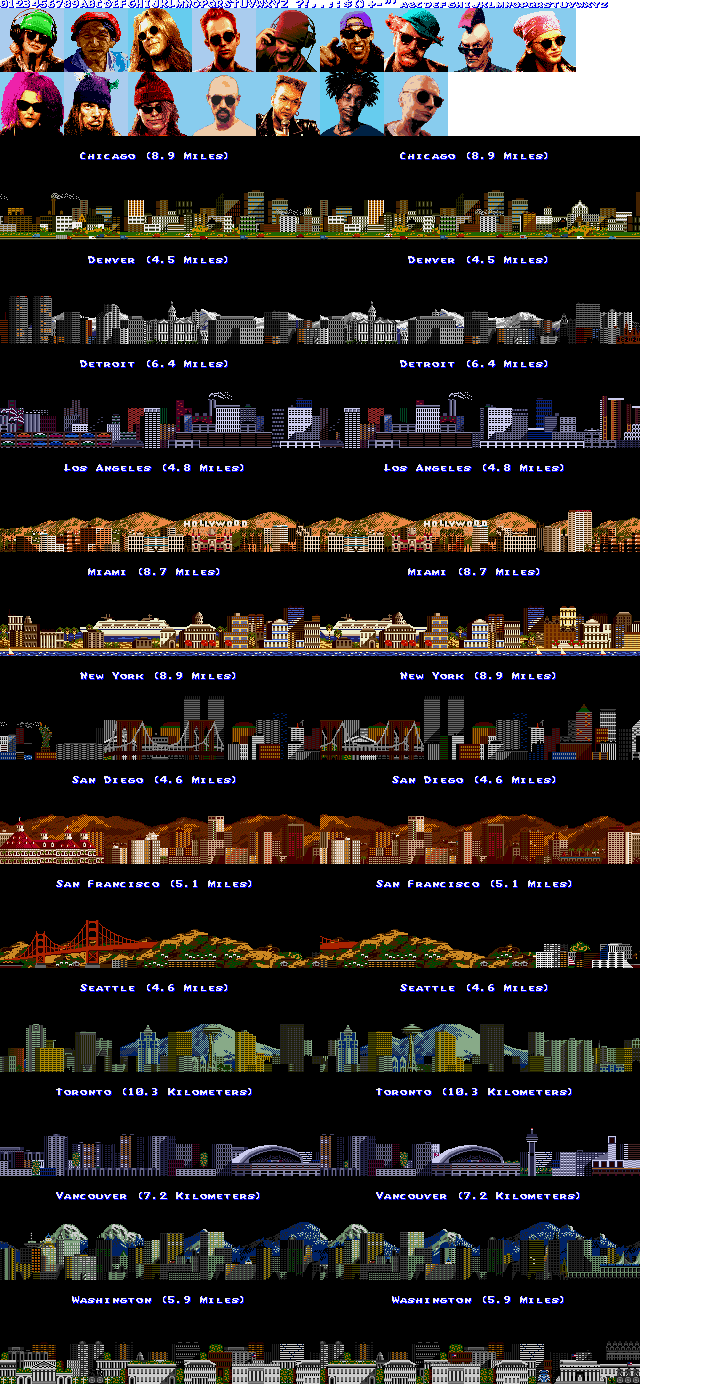 0123456789ABCDEFGHIJKLMNOPQRSTUVWXYZ ABCDEFGHIJKLMNOPQRSTUVWXYZ
CHICAGO (8.9 MILES) CHICAGO (8.9 MILES)
DENVER (4.5 MILES) DENVER (4.5 MILES)
DETROIT (6.4 MILES) DETROIT (6.4 MILES)
LOS ANGELES (4.8 MILES) LOS ANGELES (4.8 MILES)
HOLLYWOOD HOLLYWOOD
MIAMI (8.7 MILES) MIAMI (8.7 MILES)
NEW YORK (8.9 MILES) NEW YORK (8.9 MILES)
SAN DIEGO (4.6 MILES) SAN DIEGO (4.6 MILES)
SAN FRANCISCO (5.1 MILES) SAN FRANCISCO (5.1 MILES)
SEATTLE (4.6 MILES) SEATTLE (4.6 MILES)
TORONTO (10.3 KILOMETERS) TORONTO (10.3 KILOMETERS)
VANCOUVER (7.2 KILOMETERS) VANCOUVER (7.2 KILOMETERS)
WASHINGTON (5.9 MILES) WASHINGTON (5.9 MILES)